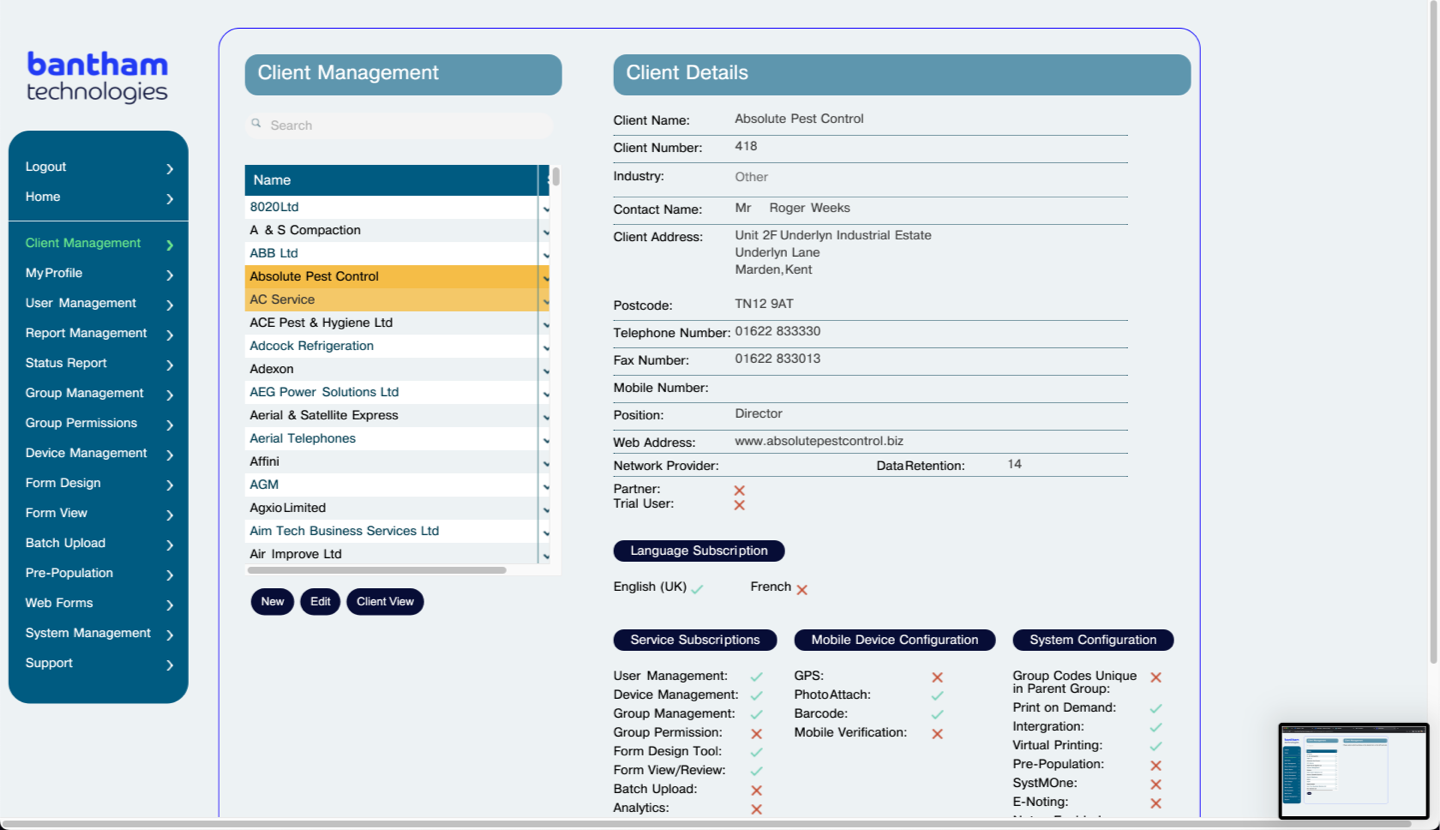 bantham
technologies
Logout
Home
Client Management
My Profile
User Management
Report Management
Status Report
Group Management
Group Permissions
Device Management
Form Design
Form View
Batch Upload
Pre-Population
Web Forms
System Management
Support
Client Management
Search
Name
8020 Ltd
A & S Compaction
ABB Ltd
Absolute Pest Control
AC Service
ACE Pest & Hygiene Ltd
Adcock Refrigeration
Adexon
AEG Power Solutions Ltd
Aerial & Satellite Express
Aerial Telephones
Affini
AGM
Agxio Limited
Aim Tech Business Services Ltd
Air Improve Ltd
New Edit Client View
Client Details
Client Name: Absolute Pest Control
Client Number: 418
Industry: Other
Contact Name: Mr Roger Weeks
Client Address: Unit 2F Underlyn Industrial Estate
Underlyn Lane
Marden, Kent
Postcode: TN12 9AT
Telephone Number: 01622 833330
Fax Number: 01622 833013
Mobile Number:
Position: Director
Web Address: www.absolutepestcontrol.biz
Network Provider: Data Retention: 14
Partner:
Trial User:
Language Subscription
English (UK) French
Service Subscriptions
User Management:
Device Management:
Group Management:
Group Permission:
Form Design Tool:
Form View/Review:
Batch Upload:
Analytics:
Mobile Device Configuration
GPS:
Photo Attach:
Barcode:
Mobile Verification:
System Configuration
Group Codes Unique
in Parent Group:
Print on Demand:
Intergration:
Virtual Printing:
Pre-Population:
SystMOne:
E-Noting: